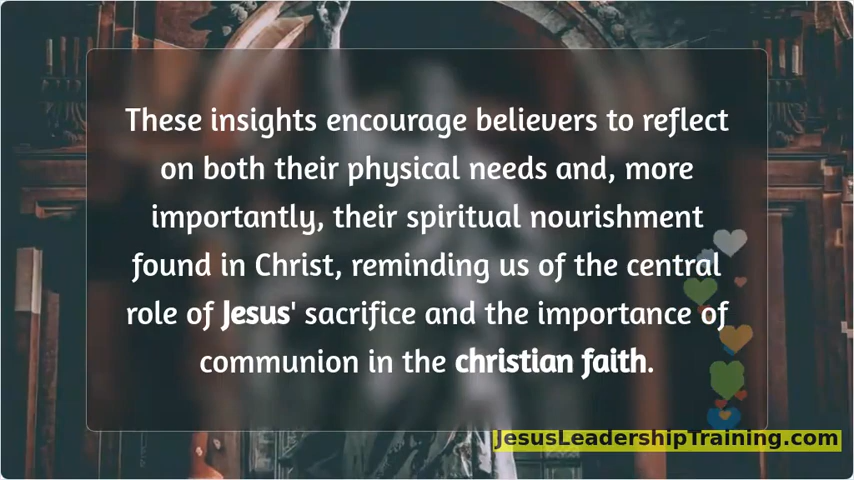 These insights encourage believers to reflect
on both their physical needs and, more
importantly, their spiritual nourishment
found in Christ, reminding us of the central
role of Jesus' sacrifice and the importance of
communion in the christian faith.
JesusLeadershipTraining.com